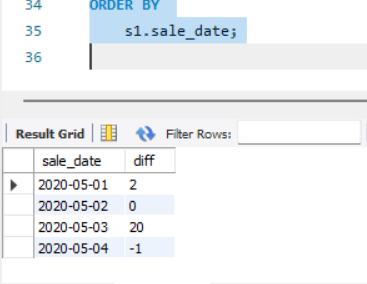 34 ORDER BY
35 s1.sale_date;
36
Result Grid Filter Rows:
sale_date diff
2020-05-01 2
2020-05-02 0
2020-05-03 20
2020-05-04 -1